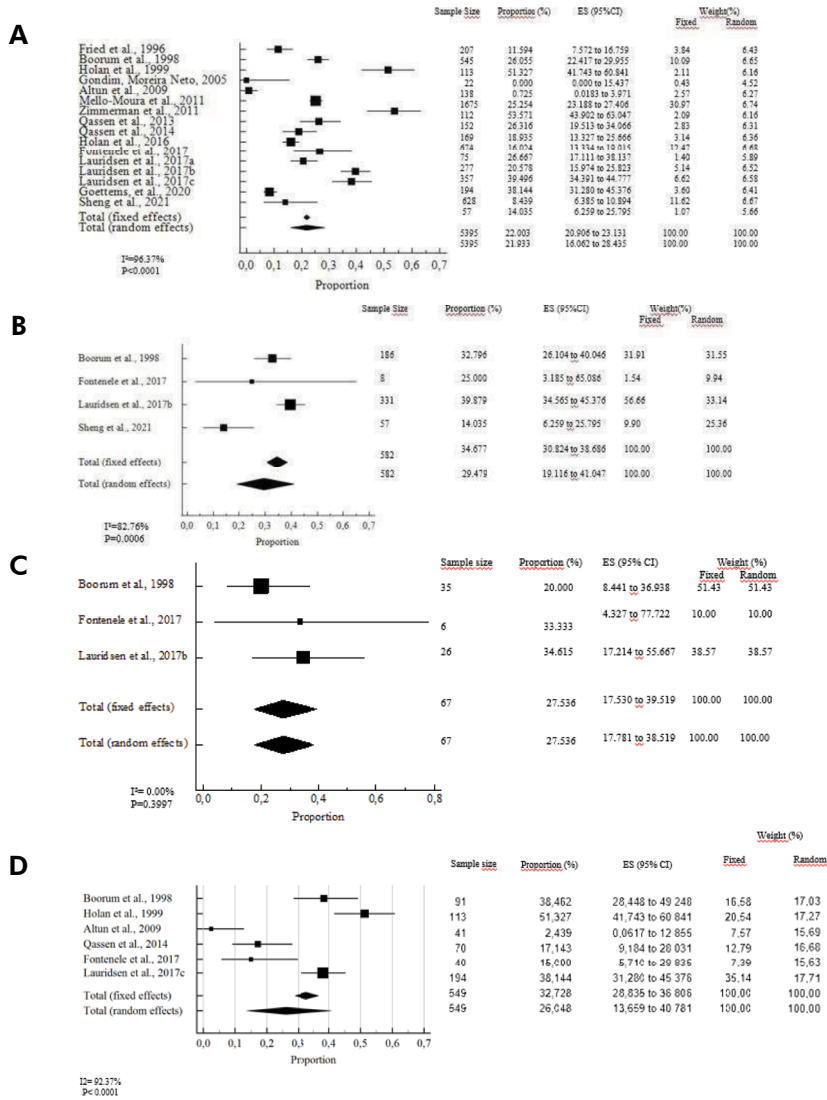 A
Sample Size Proportion (%) ES (95%CI) Weight(%)
Fixed Random
Fried et al., 1996 207 11.594 7.572 to 16.759 3.84 6.43
Boorum et al., 1998 545 26.055 22.417 to 29.955 10.09 6.65
Holan et al., 1999 113 51.327 41.743 to 60.841 2.11 6.16
Gondim, Moreira Neto, 2005 22 0.000 0.000 to 15.437 0.43 4.52
Altun et al., 2009 138 0.725 0.0183 to 3.971 2.57 6.27
Mello-Moura et al., 2011 1675 25.254 23.188 to 27.406 30.97 6.74
Zimmerman et al., 2011 112 53.571 43.902 to 63.047 2.09 6.16
Qassen et al., 2013 152 26.316 19.513 to 34.066 2.83 6.31
Qassen et al., 2014 169 18.935 13.327 to 25.666 3.14 6.36
Holan et al., 2016 674 16.024 13.334 to 19.015 12.47 6.68
Fontenele et al., 2017 75 26.667 17.111 to 38.137 1.40 5.89
Lauridsen et al., 2017a 277 20.578 15.974 to 25.823 5.14 6.52
Lauridsen et al., 2017b 357 39.496 34.391 to 44.777 6.62 6.58
Lauridsen et al., 2017c 194 38.144 31.280 to 45.376 3.60 6.41
Goettems, et al., 2020 628 8.439 6.385 to 10.894 11.62 6.67
Sheng et al., 2021 57 14.035 6.259 to 25.795 1.07 5.66
Total (fixed effects) 5395 22.003 20.906 to 23.131 100.00 100.00
Total (random effects) 5395 21.933 16.062 to 28.435 100.00 100.00
I²=96.37%
P<0.0001
0,0 0,1 0,2 0,3 0,4 0,5 0,6 0,7
Proportion
B
Sample Size Proportion (%) ES (95%CI) Weight(%)
Fixed Random
Boorum et al., 1998 186 32.796 26.104 to 40.046 31.91 31.55
Fontenele et al., 2017 8 25.000 3.185 to 65.086 1.54 9.94
Lauridsen et al., 2017b 331 39.879 34.565 to 45.376 56.66 33.14
Sheng et al., 2021 57 14.035 6.259 to 25.795 9.90 25.36
Total (fixed effects) 582 34.677 30.824 to 38.686 100.00 100.00
Total (random effects) 582 29.479 19.116 to 41.047 100.00 100.00
I²=82.76%
P=0.0006
0,0 0,1 0,2 0,3 0,4 0,5 0,6 0,7
Proportion
C
Sample size Proportion (%) ES (95% CI) Weight (%)
Fixed Random
Boorum et al., 1998 35 20.000 8.441 to 36.938 51.43 51.43
Fontenele et al., 2017 6 33.333 4.327 to 77.722 10.00 10.00
Lauridsen et al., 2017b 26 34.615 17.214 to 55.667 38.57 38.57
Total (fixed effects) 67 27.536 17.530 to 39.519 100.00 100.00
Total (random effects) 67 27.536 17.781 to 38.519 100.00 100.00
I²= 0.00%
P=0.3997
0,0 0,2 0,4 0,6 0,8
Proportion
D
Weight (%)
Sample size Proportion (%) ES (95% CI) Fixed Random
Boorum et al., 1998 91 38,462 28,448 to 49 248 16,58 17,03
Holan et al., 1999 113 51,327 41,743 to 60 841 20,54 17,27
Altun et al., 2009 41 2,439 0,0617 to 12 855 7,57 15,69
Qassen et al., 2014 70 17,143 9,184 to 28 031 12,79 16,68
Fontenele et al., 2017 40 15,000 5,710 to 29 836 7,39 15,63
Lauridsen et al., 2017c 194 38,144 31,280 to 45 376 35,14 17,71
Total (fixed effects) 549 32,728 28,835 to 36 806 100,00 100,00
Total (random effects) 549 26,048 13,659 to 40 781 100,00 100,00
0,0 0,1 0,2 0,3 0,4 0,5 0,6 0,7
Proportion
I2= 92.37%
P< 0.0001